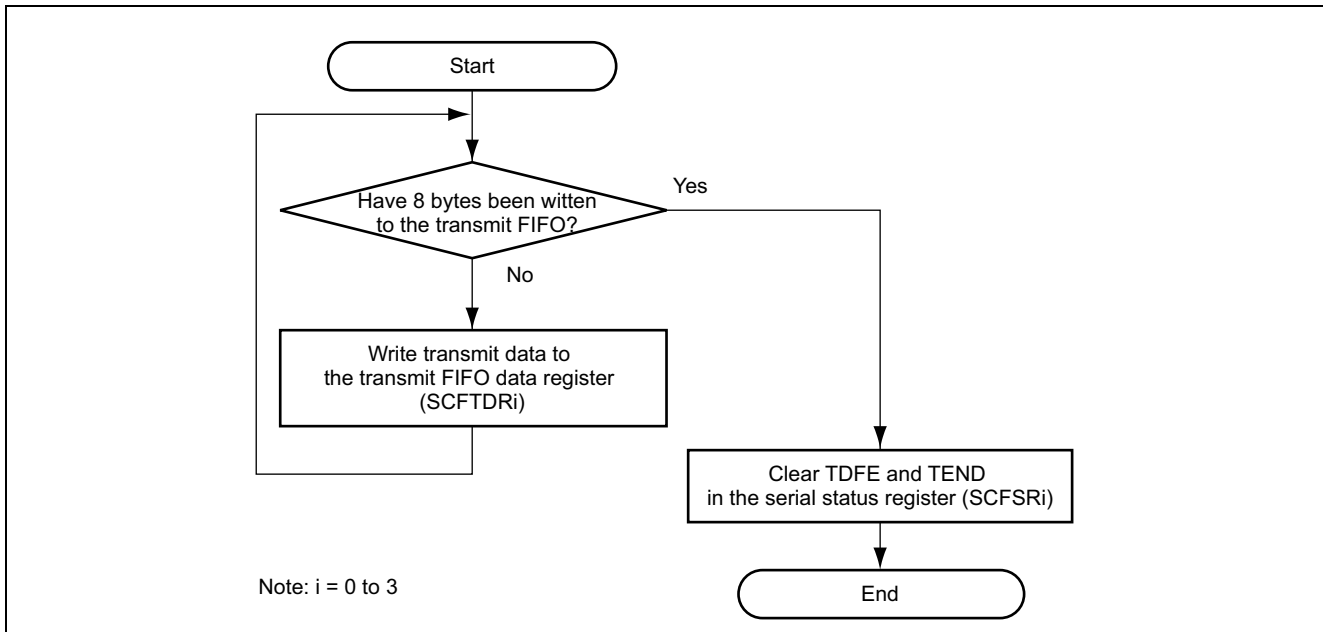 Start
Have 8 bytes been witten
to the transmit FIFO?
Yes
No
Write transmit data to
the transmit FIFO data register
(SCFTDRi)
Clear TDFE and TEND
in the serial status register (SCFSRi)
Note: i = 0 to 3
End